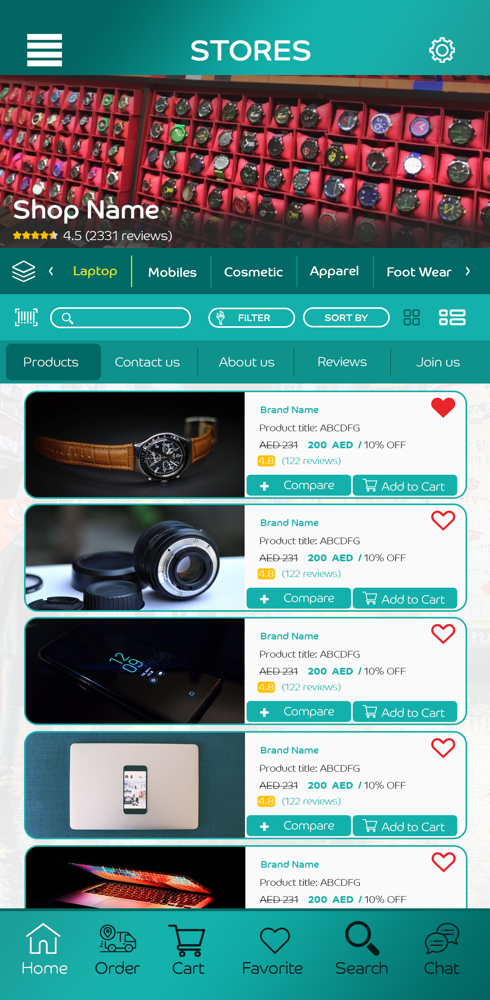 STORES
Shop Name
4.5 (2331 reviews)
Laptop Mobiles Cosmetic Apparel Foot Wear
FILTER SORT BY
Products Contact us About us Reviews Join us
Brand Name
Product title: ABCDFG
AED 231 200 AED / 10% OFF
4.8 (122 reviews)
+ Compare Add to Cart
Brand Name
Product title: ABCDFG
AED 231 200 AED / 10% OFF
4.8 (122 reviews)
+ Compare Add to Cart
12
09
TUE, MAY
Brand Name
Product title: ABCDFG
AED 231 200 AED / 10% OFF
4.8 (122 reviews)
+ Compare Add to Cart
Brand Name
Product title: ABCDFG
AED 231 200 AED / 10% OFF
4.8 (122 reviews)
+ Compare Add to Cart
Brand Name
Product title: ABCDFG
AED 231 200 AED / 10% OFF
Home Order Cart Favorite Search Chat